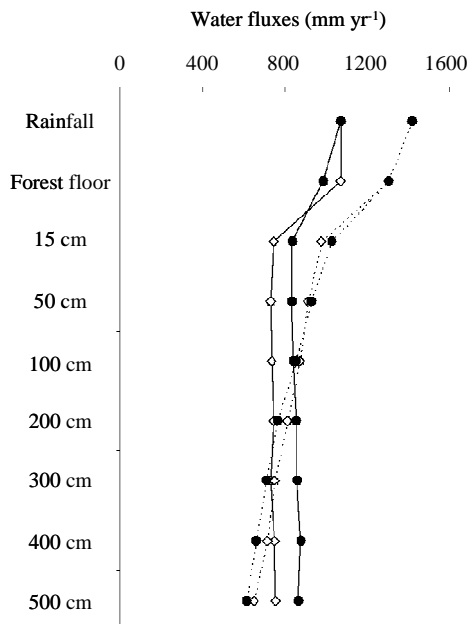 Water fluxes (mm yr-1)
0 400 800 1200 1600
Rainfall
Forest floor
15 cm
50 cm
100 cm
200 cm
300 cm
400 cm
500 cm